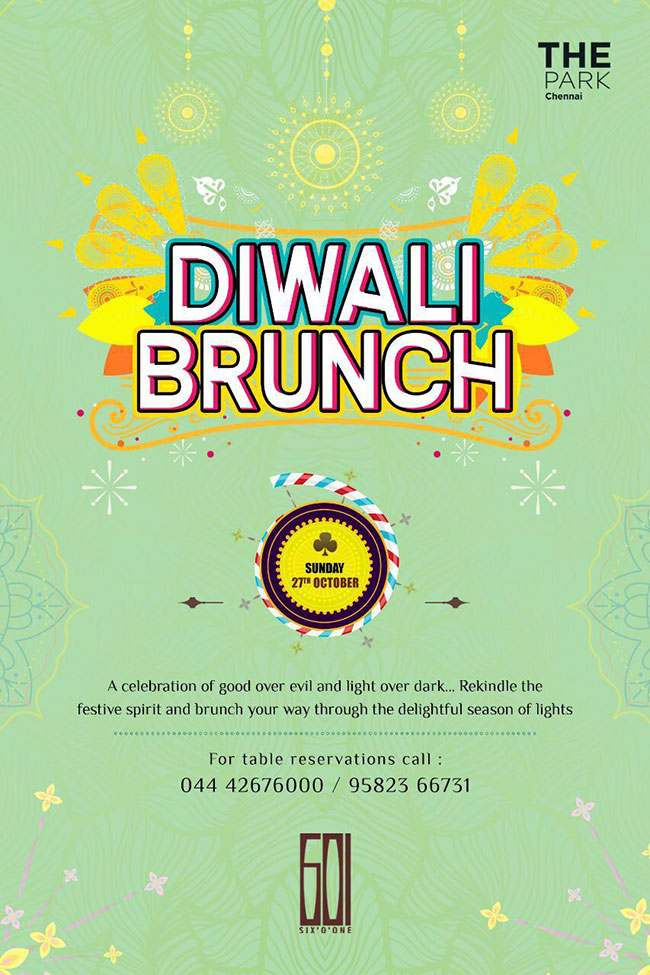 THE
PARK
Chennai
DIWALI
BRUNCH
SUNDAY
27TH OCTOBER
A celebration of good over evil and light over dark... Rekindle the
festive spirit and brunch your way through the delightful season of lights
For table reservations call :
044 42676000 / 95823 66731
601
SIX'O'ONE